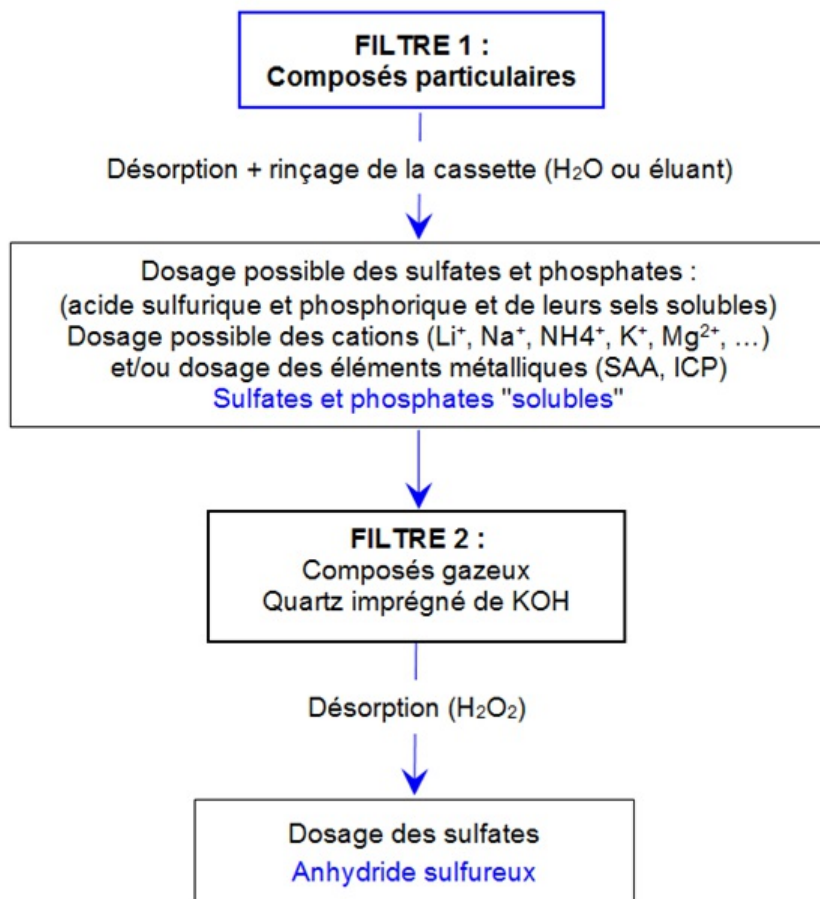 FILTRE 1 :
Composés particulaires
Désorption + rinçage de la cassette (H₂O ou éluant)
Dosage possible des sulfates et phosphates :
(acide sulfurique et phosphorique et de leurs sels solubles)
Dosage possible des cations (Li⁺, Na⁺, NH4⁺, K⁺, Mg²⁺, ...)
et/ou dosage des éléments métalliques (SAA, ICP)
Sulfates et phosphates "solubles"
FILTRE 2 :
Composés gazeux
Quartz imprégné de KOH
Désorption (H₂O₂)
Dosage des sulfates
Anhydride sulfureux